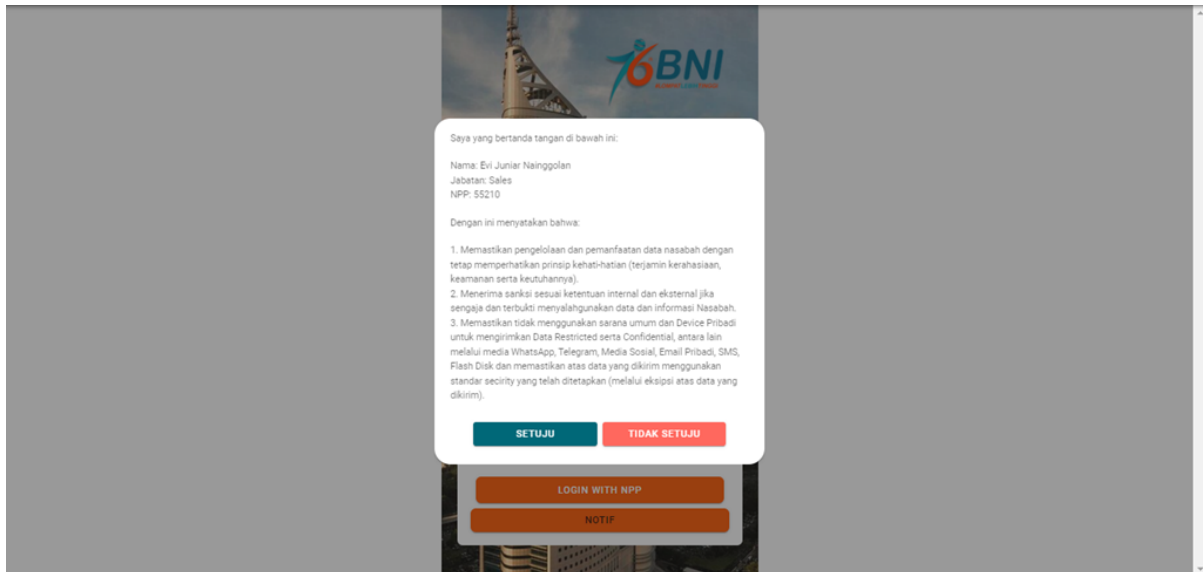 76 BNI
Saya yang bertanda tangan di bawah ini:
Nama: Evi Juniar Nainggolan
Jabatan: Sales
NPP: 55210
Dengan ini menyatakan bahwa:
1. Memastikan pengelolaan dan pemanfaatan data nasabah dengan
tetap memperhatikan prinsip kehati-hatian (terjamin kerahasiaan,
keamanan serta keutuhannya).
2. Menerima sanksi sesuai ketentuan internal dan eksternal jika
sengaja dan terbukti menyalahgunakan data dan informasi Nasabah.
3. Memastikan tidak menggunakan sarana umum dan Device Pribadi
untuk mengirimkan Data Restricted serta Confidential, antara lain
melalui media WhatsApp, Telegram, Media Sosial, Email Pribadi, SMS,
Flash Disk dan memastikan atas data yang dikirim menggunakan
standar secirity yang telah ditetapkan (melalui eksipsi atas data yang
dikirim).
SETUJU TIDAK SETUJU
LOGIN WITH NPP
NOTIF